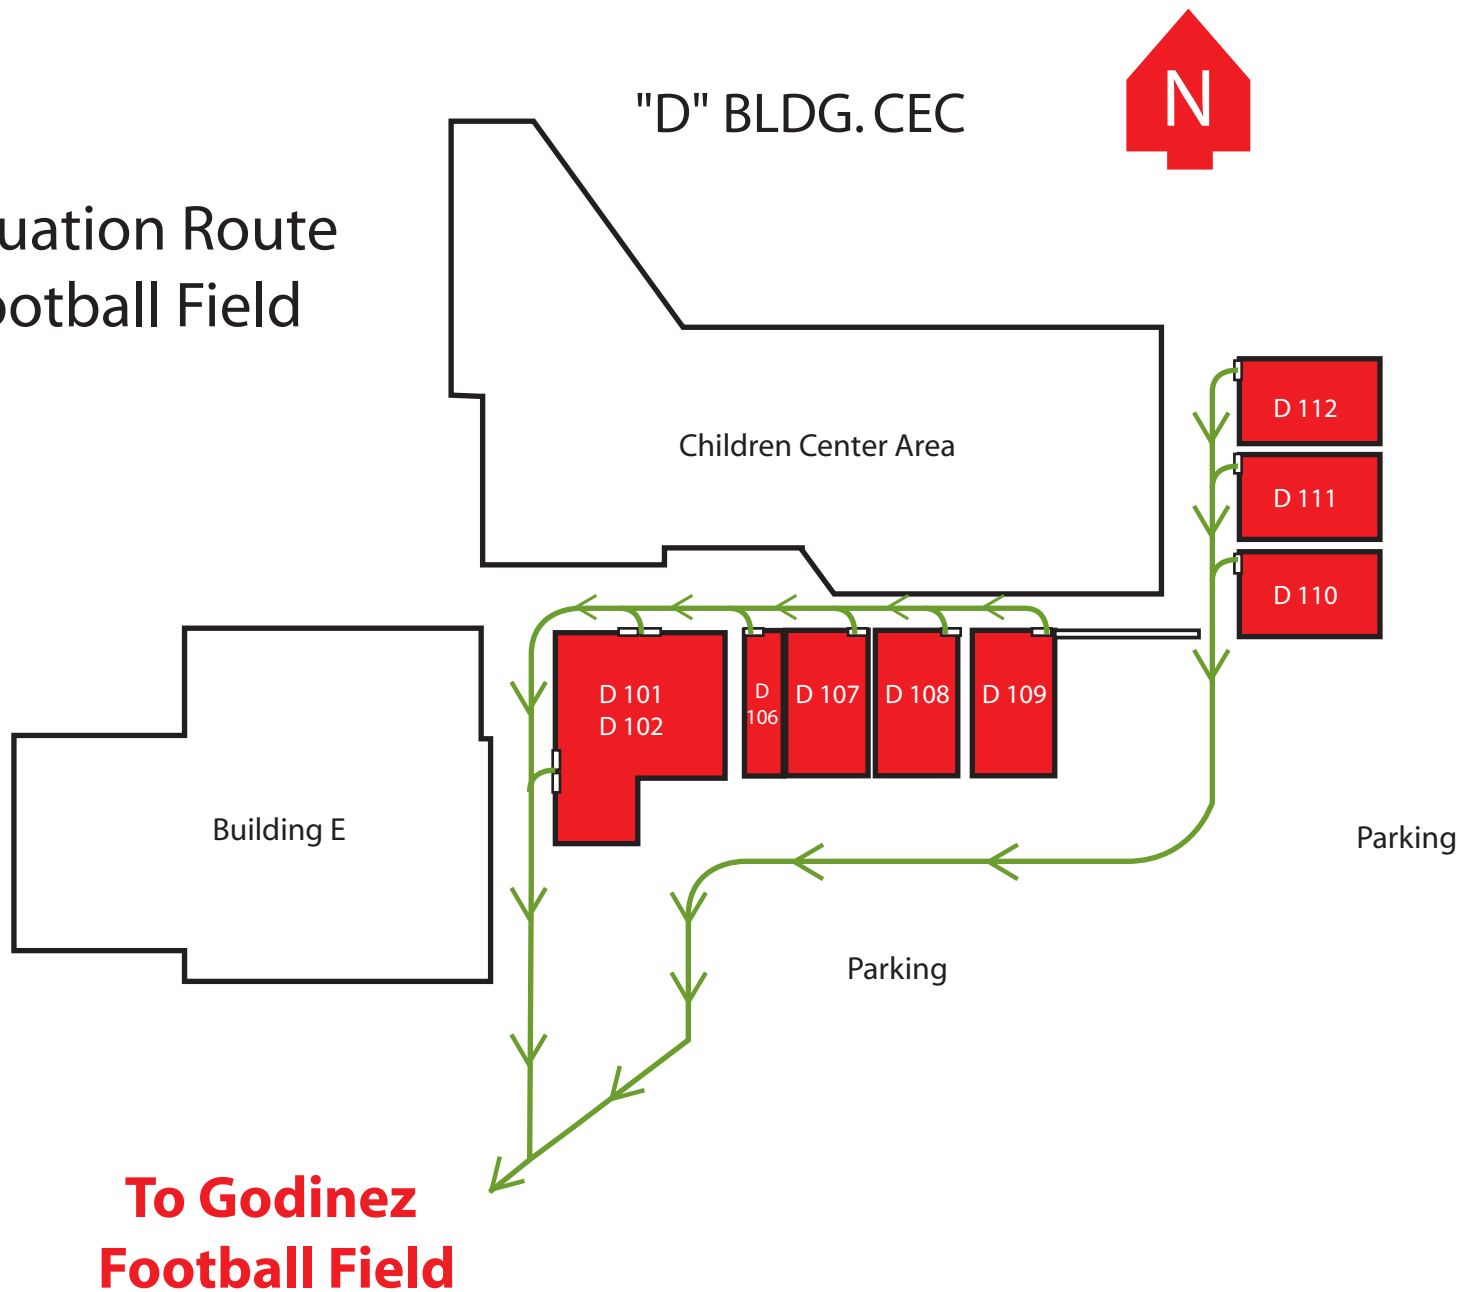 "D" BLDG. CEC
N
uation Route
ootball Field
Children Center Area
D 112
D 111
D 110
D 101
D 102
D
106
D 107
D 108
D 109
Building E
Parking
Parking
To Godinez
Football Field